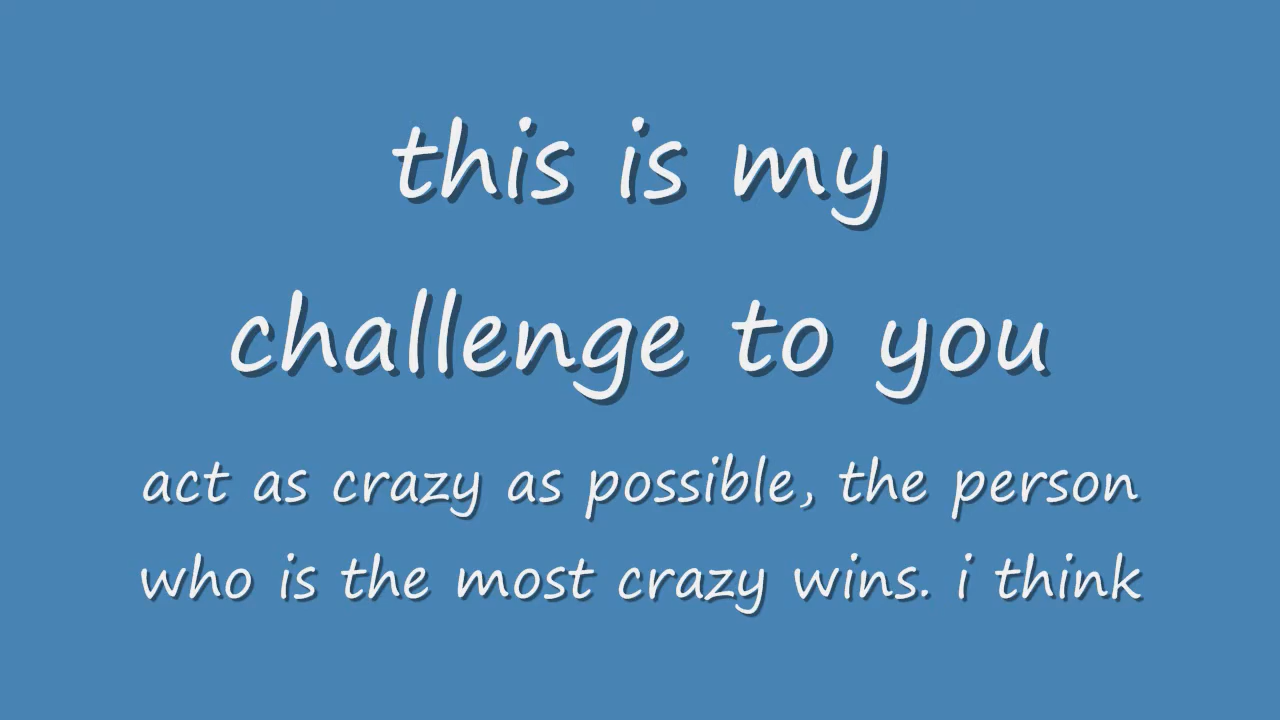 this is my
challenge to you
act as crazy as possible, the person
who is the most crazy wins. i think